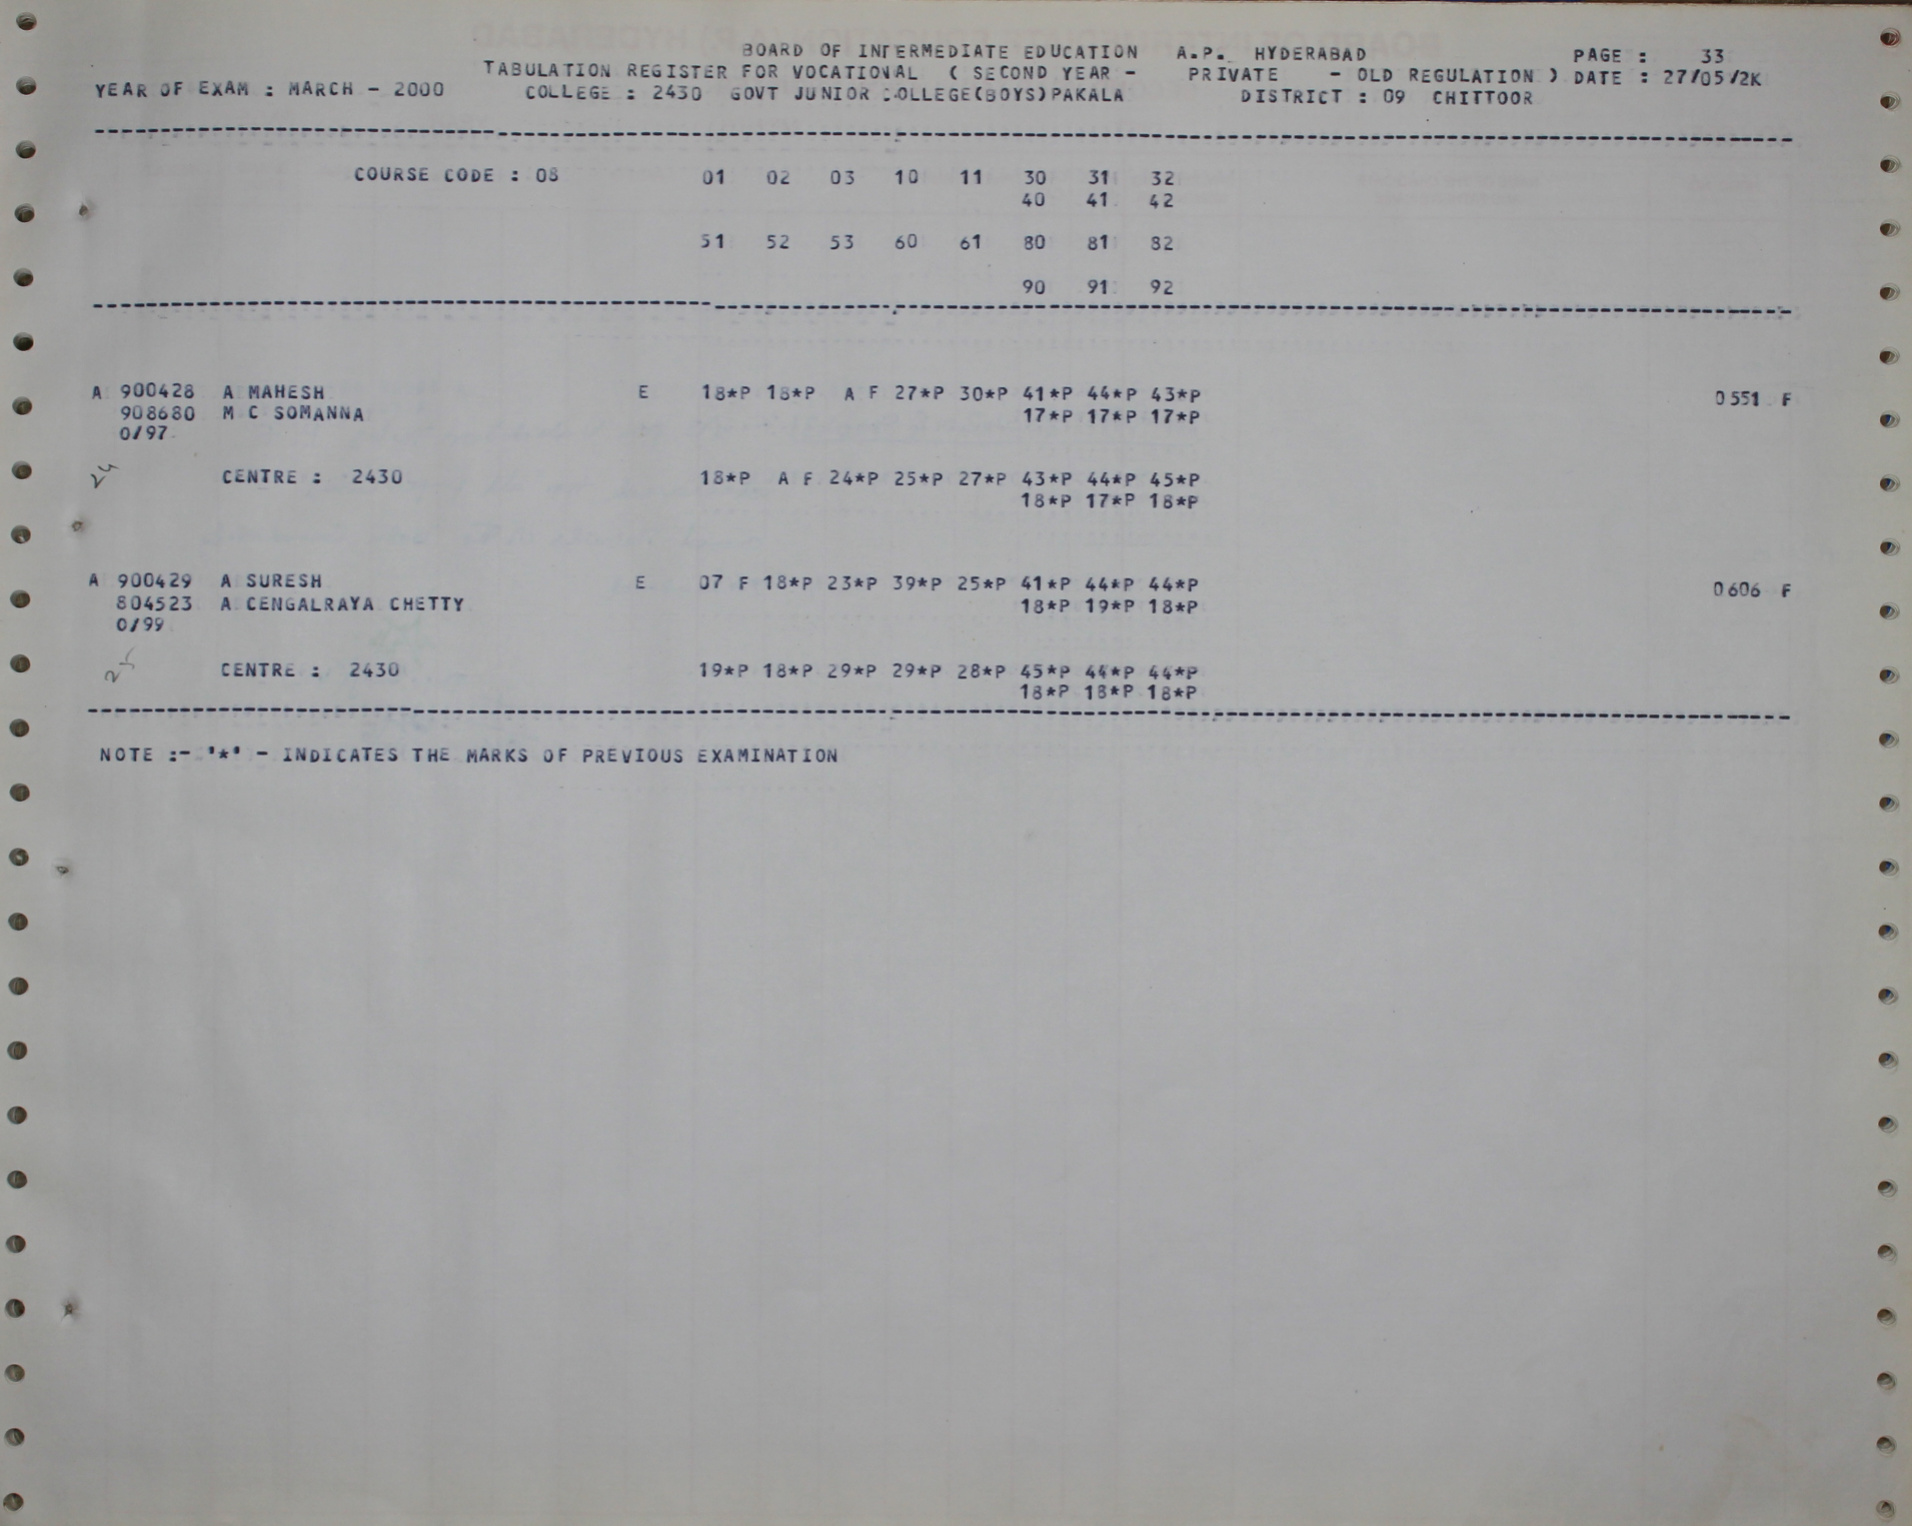 BOARD OF INTERMEDIATE EDUCATION A.P. HYDERABAD PAGE : 33
TABULATION REGISTER FOR VOCATIONAL ( SECOND YEAR - PRIVATE - OLD REGULATION ) DATE : 27/05/2K
YEAR OF EXAM : MARCH - 2000 COLLEGE : 2430 GOVT JUNIOR COLLEGE(BOYS)PAKALA DISTRICT : 09 CHITTOOR
COURSE CODE : 08 01 02 03 10 11 30 31 32
40 41 42
51 52 53 60 61 80 81 82
90 91 92
A 900428 A MAHESH E 18*P 18*P A F 27*P 30*P 41*P 44*P 43*P 0551 F
908680 M C SOMANNA 17*P 17*P 17*P
0/97
24 CENTRE : 2430 18*P A F 24*P 25*P 27*P 43*P 44*P 45*P
18*P 17*P 18*P
A 900429 A SURESH E 07 F 18*P 23*P 39*P 25*P 41*P 44*P 44*P 0606 F
804523 A CENGALRAYA CHETTY 18*P 19*P 18*P
0/99
25 CENTRE : 2430 19*P 18*P 29*P 29*P 28*P 45*P 44*P 44*P
18*P 18*P 18*P
NOTE :- '*' - INDICATES THE MARKS OF PREVIOUS EXAMINATION